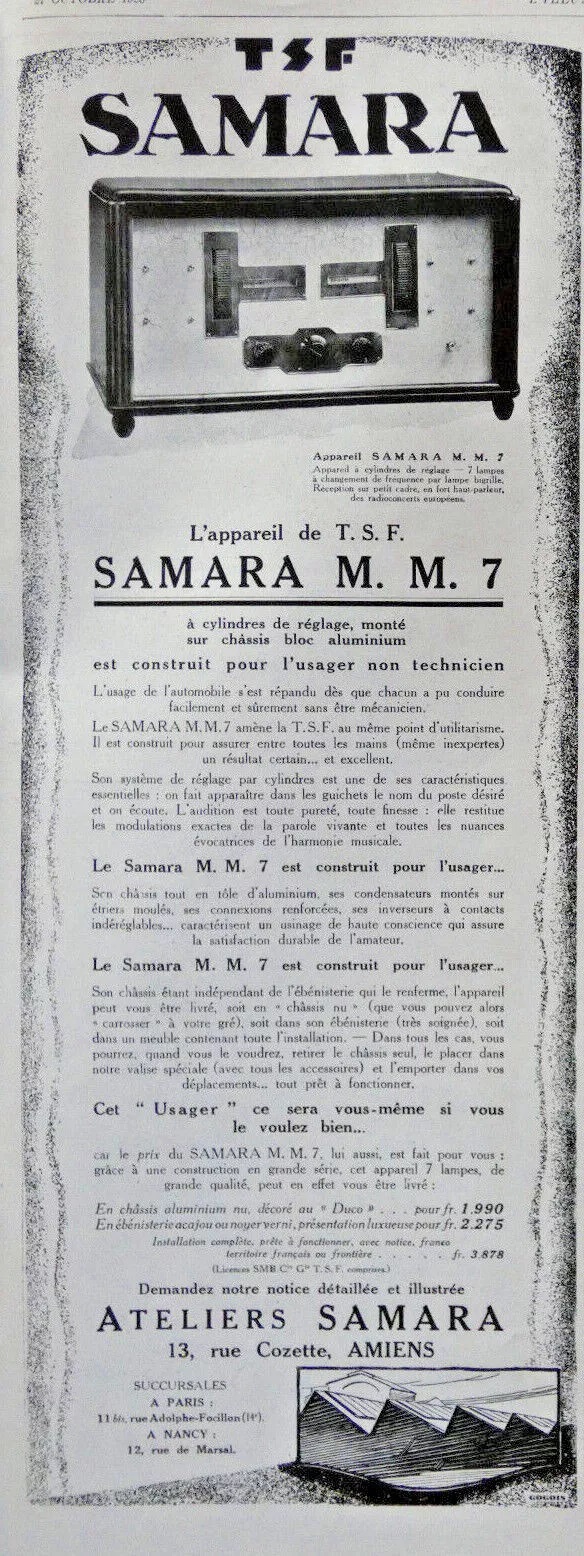 OCTOBRE
TSF
SAMARA
Appareil SAMARA M. M. 7
Appareil à cylindres de réglage — 7 lampes
à changement de fréquence par lampe bigrille.
Réception sur petit cadre, en fort haut-parleur,
des radioconcerts européens.
L'appareil de T. S. F.
SAMARA M. M. 7
à cylindres de réglage, monté
sur châssis bloc aluminium
est construit pour l'usager non technicien
L'usage de l'automobile s'est répandu dès que chacun a pu conduire
facilement et sûrement sans être mécanicien.
Le SAMARA M.M.7 amène la T.S.F. au même point d'utilitarisme.
Il est construit pour assurer entre toutes les mains (même inexpertes)
un résultat certain... et excellent.
Son système de réglage par cylindres est une de ses caractéristiques
essentielles : on fait apparaître dans les guichets le nom du poste désiré
et on écoute. L'audition est toute pureté, toute finesse : elle restitue
les modulations exactes de la parole vivante et toutes les nuances
évocatrices de l'harmonie musicale.
Le Samara M. M. 7 est construit pour l'usager...
Son châssis tout en tôle d'aluminium, ses condensateurs montés sur
étriers moulés, ses connexions renforcées, ses inverseurs à contacts
indéréglables... caractérisent un usinage de haute conscience qui assure
la satisfaction durable de l'amateur.
Le Samara M. M. 7 est construit pour l'usager...
Son châssis étant indépendant de l'ébénisterie qui le renferme, l'appareil
peut vous être livré, soit en " châssis nu " (que vous pouvez alors
" carrosser " à votre gré), soit dans son ébénisterie (très soignée), soit
dans un meuble contenant toute l'installation. — Dans tous les cas, vous
pourrez, quand vous le voudrez, retirer le châssis seul, le placer dans
notre valise spéciale (avec tous les accessoires) et l'emporter dans vos
déplacements... tout prêt à fonctionner.
Cet " Usager " ce sera vous-même si vous
le voulez bien...
car le prix du SAMARA M. M. 7, lui aussi, est fait pour vous ;
grâce à une construction en grande série, cet appareil 7 lampes, de
grande qualité, peut en effet vous être livré :
En châssis aluminium nu, décoré au " Duco " . . . pour fr. 1.990
En ébénisterie acajou ou noyer verni, présentation luxueuse pour fr. 2.275
Installation complète, prête à fonctionner, avec notice, franco
territoire français ou frontière . . . . . . fr. 3.878
(Licences SMB Cie Gle T. S. F. comprises.)
Demandez notre notice détaillée et illustrée
ATELIERS SAMARA
13, rue Cozette, AMIENS
SUCCURSALES
A PARIS :
11 bis, rue Adolphe-Focillon (14e).
A NANCY :
12, rue de Marsal.